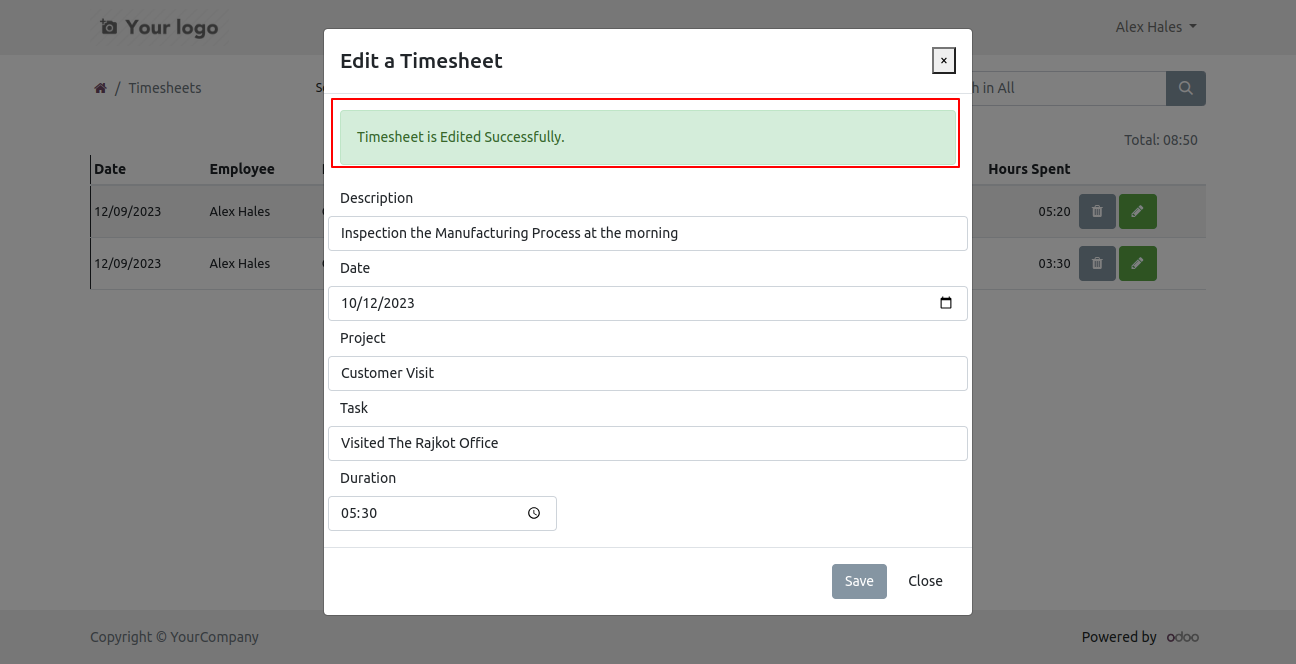 Your logo
Alex Hales
Edit a Timesheet
×
/ Timesheets
h in All
Timesheet is Edited Successfully.
Total: 08:50
Date Employee Hours Spent
Description
12/09/2023 Alex Hales 05:20
Inspection the Manufacturing Process at the morning
12/09/2023 Alex Hales 03:30
Date
10/12/2023
Project
Customer Visit
Task
Visited The Rajkot Office
Duration
05:30
Save Close
Copyright © YourCompany
Powered by odoo